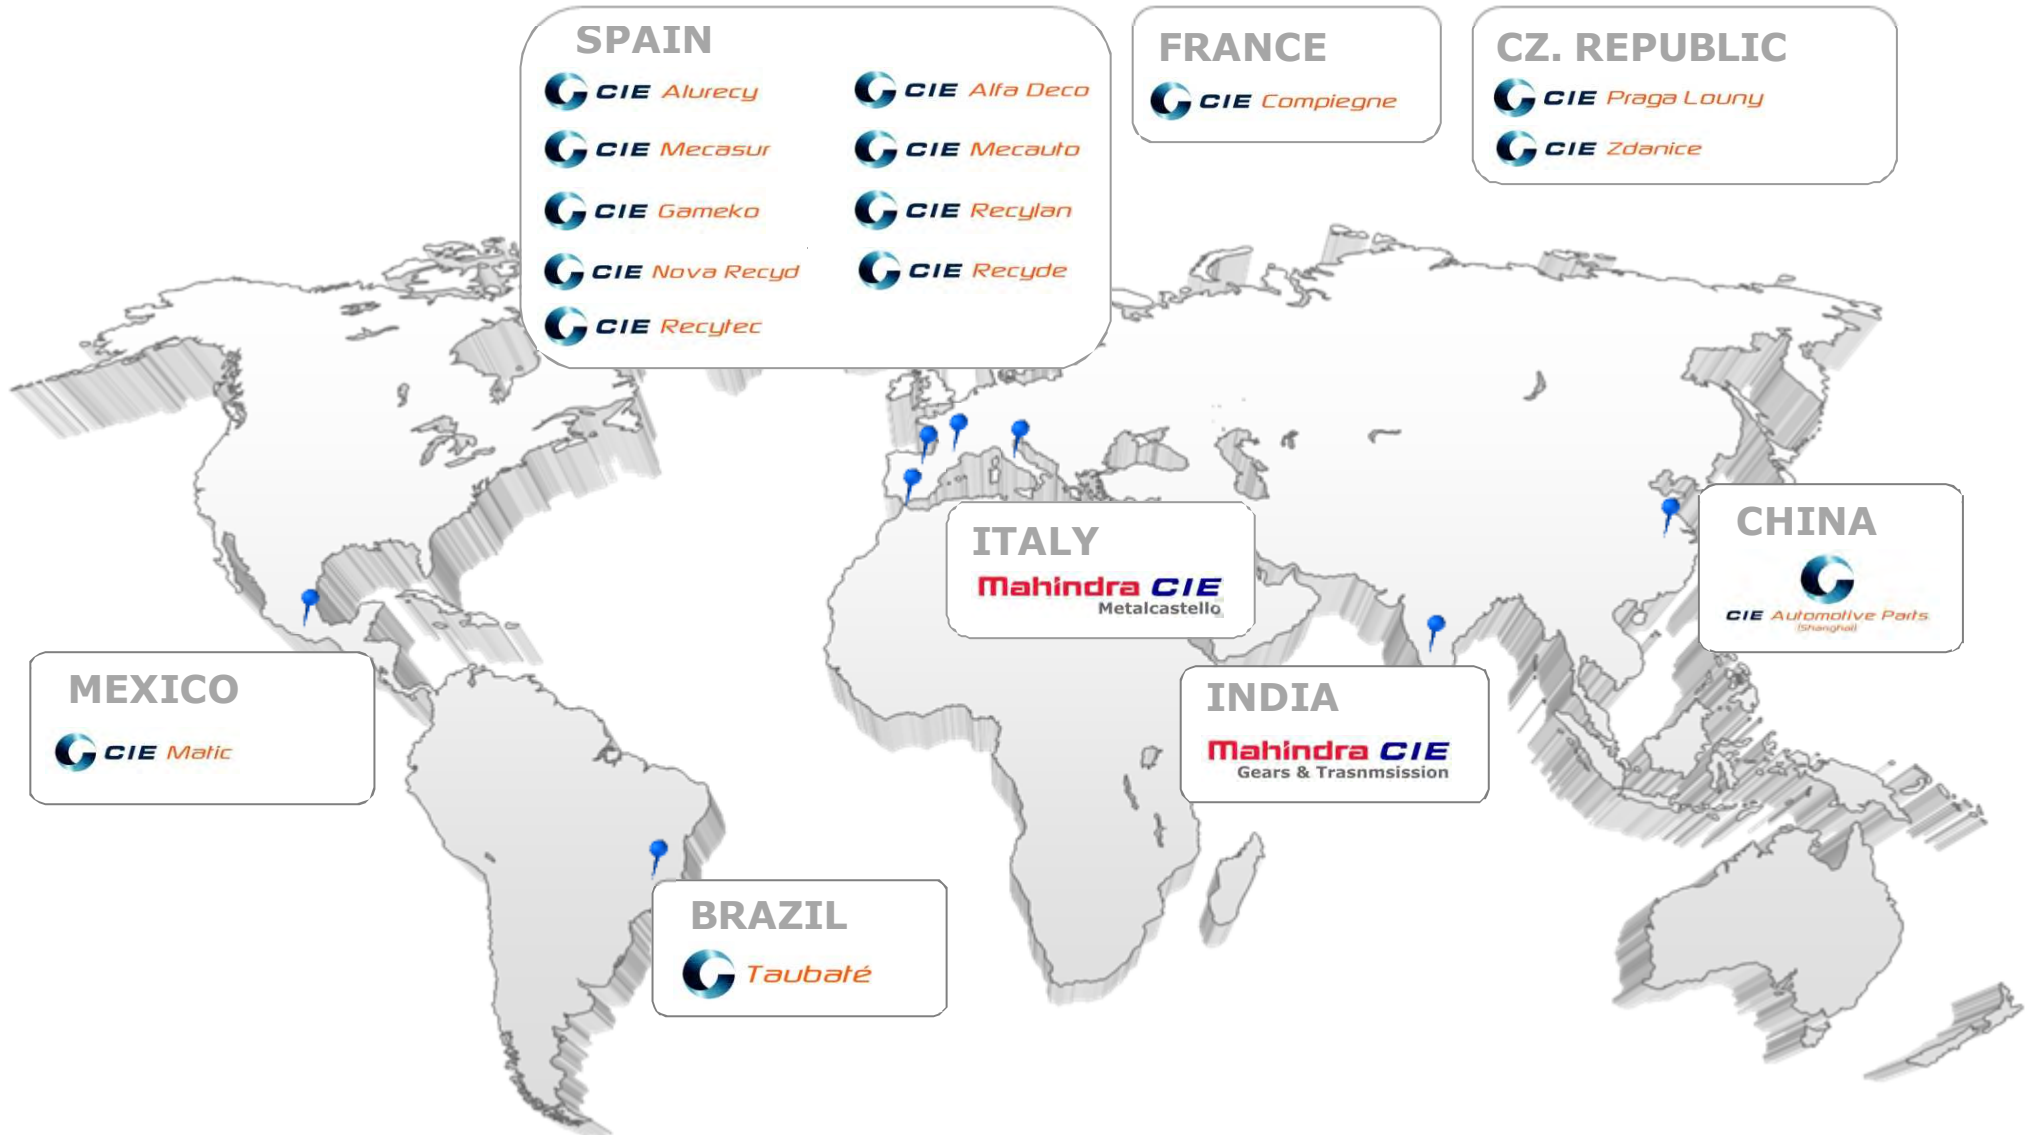 SPAIN
CIE Alurecy
CIE Alfa Deco
CIE Mecasur
CIE Mecauto
CIE Gameko
CIE Recylan
CIE Nova Recyd
CIE Recyde
CIE Recytec
FRANCE
CIE Compiegne
CZ. REPUBLIC
CIE Praga Louny
CIE Zdanice
ITALY
Mahindra CIE
Metalcastello
CHINA
CIE Automotive Parts
(Shanghai)
MEXICO
CIE Matic
INDIA
Mahindra CIE
Gears & Trasnmsission
BRAZIL
Taubaté